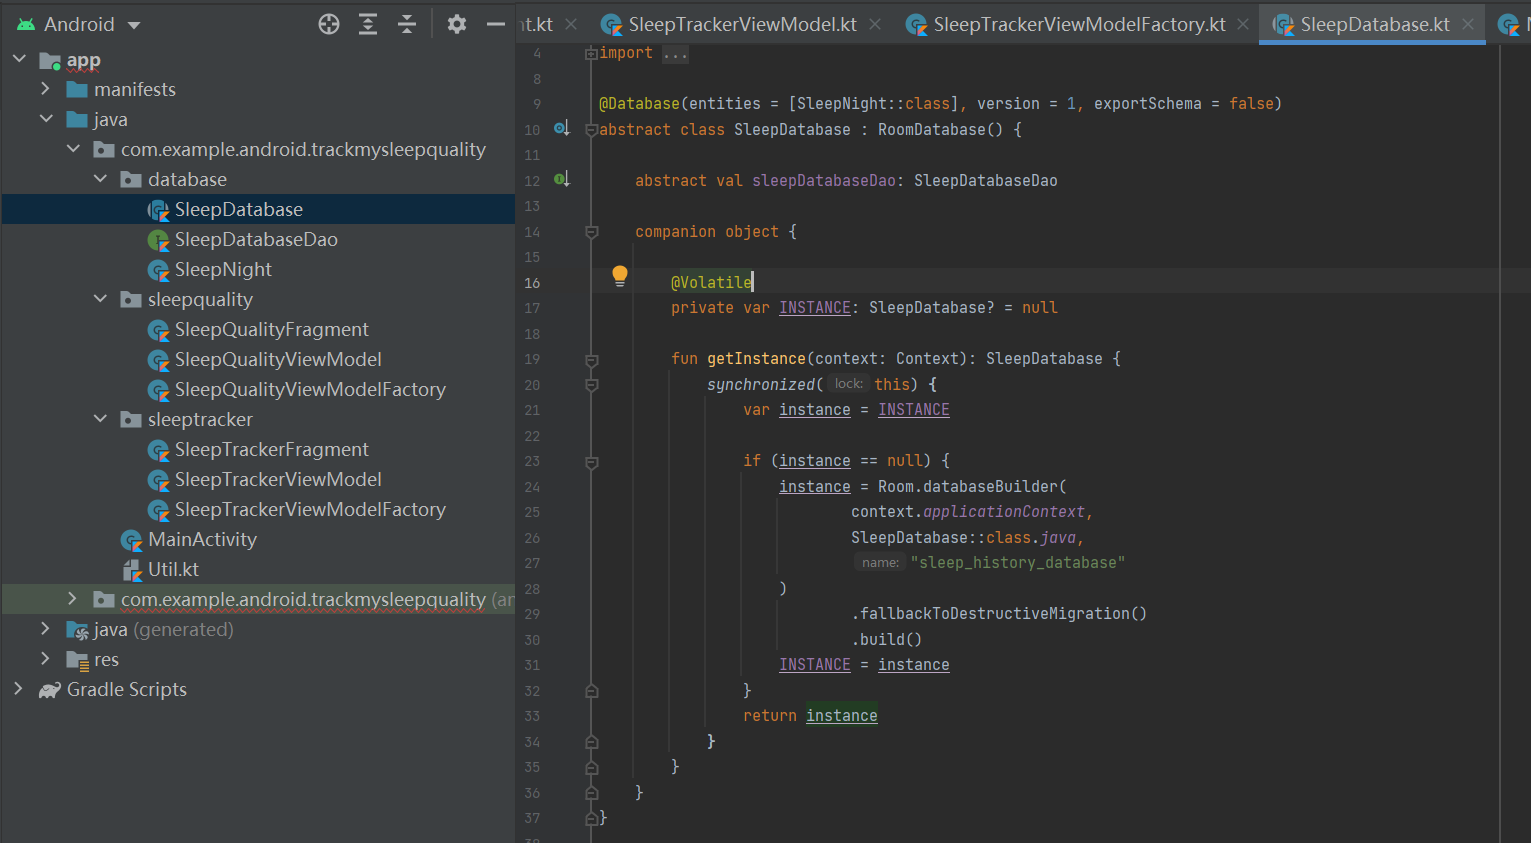 Android
app
manifests
java
com.example.android.trackmysleepquality
database
SleepDatabase
SleepDatabaseDao
SleepNight
sleepquality
SleepQualityFragment
SleepQualityViewModel
SleepQualityViewModelFactory
sleeptracker
SleepTrackerFragment
SleepTrackerViewModel
SleepTrackerViewModelFactory
MainActivity
Util.kt
com.example.android.trackmysleepquality (ar
java (generated)
res
Gradle Scripts
nt.kt SleepTrackerViewModel.kt SleepTrackerViewModelFactory.kt SleepDatabase.kt
4 import ...
8
9 @Database(entities = [SleepNight::class], version = 1, exportSchema = false)
10 abstract class SleepDatabase : RoomDatabase() {
11
12 abstract val sleepDatabaseDao: SleepDatabaseDao
13
14 companion object {
15
16 @Volatile
17 private var INSTANCE: SleepDatabase? = null
18
19 fun getInstance(context: Context): SleepDatabase {
20 synchronized( lock: this) {
21 var instance = INSTANCE
22
23 if (instance == null) {
24 instance = Room.databaseBuilder(
25 context.applicationContext,
26 SleepDatabase::class.java,
27 name: "sleep_history_database"
28 )
29 .fallbackToDestructiveMigration()
30 .build()
31 INSTANCE = instance
32 }
33 return instance
34 }
35 }
36 }
37 }